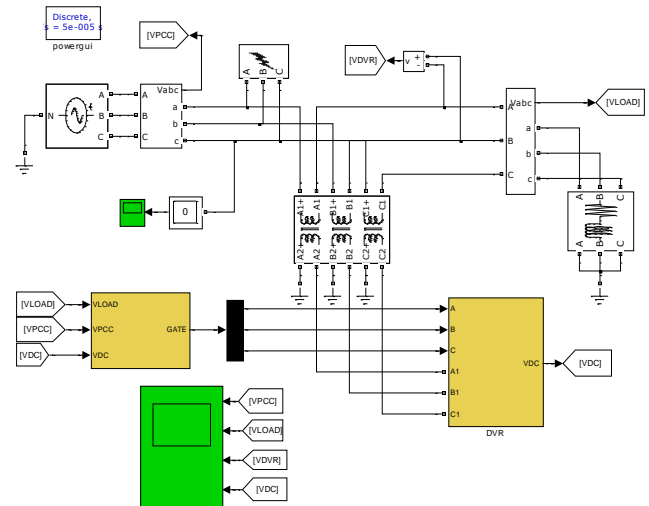 Discrete,
s = 5e-005 s
powergui
[VPCC]
A
B
C
[VDVR]
v
+
-
N
A
B
C
A
B
C
Vabc
a
b
c
Vabc
A
B
C
a
b
c
[VLOAD]
A
B
C
A
B
C
0
A1+
A1
B1+
B1
C1+
C1
A2+
A2
B2+
B2
C2+
C2
[VLOAD]
[VPCC]
[VDC]
VLOAD
VPCC
VDC
GATE
A
B
C
A1
B1
C1
VDC
DVR
[VDC]
[VPCC]
[VLOAD]
[VDVR]
[VDC]